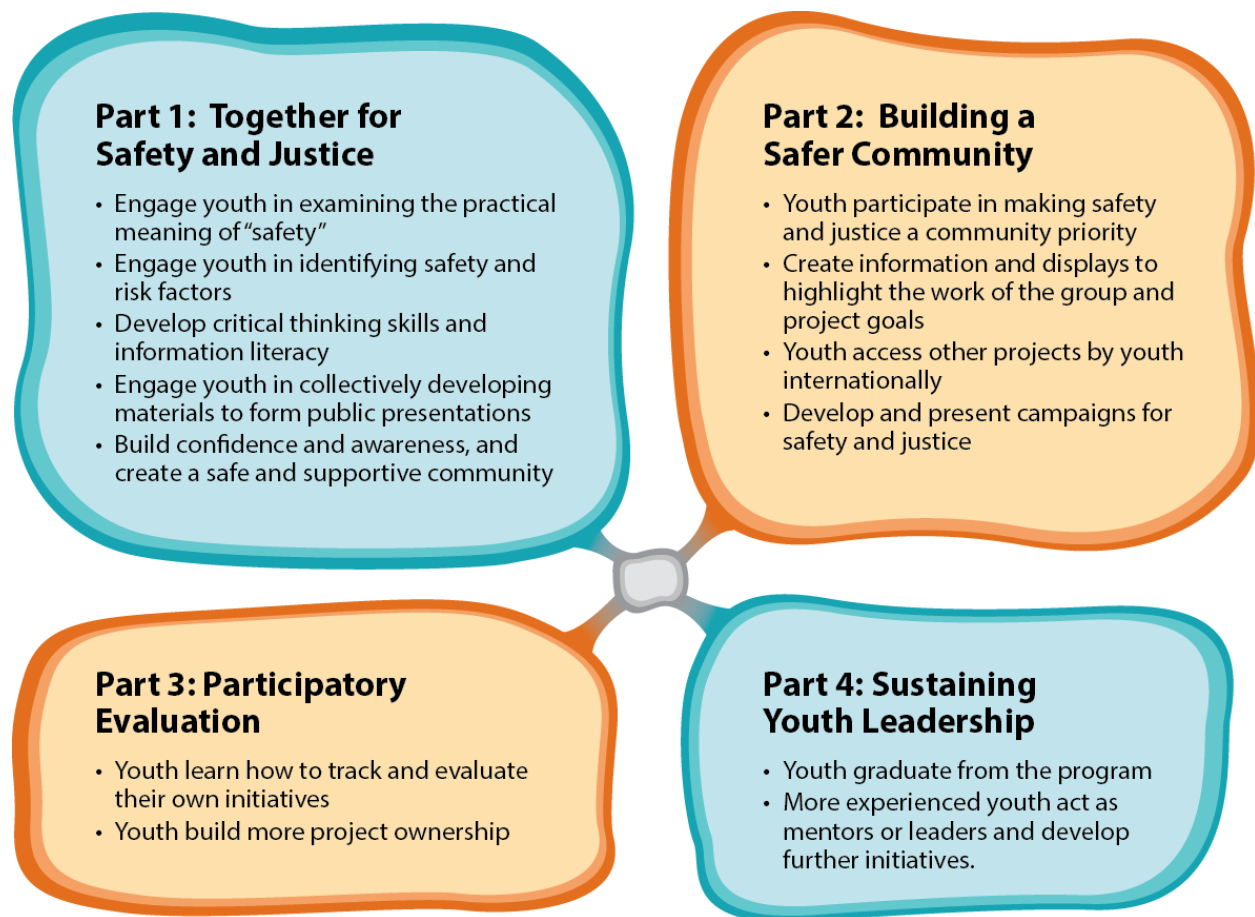 Part 1:  Together for
Safety and Justice
• Engage youth in examining the practical
meaning of “safety”
• Engage youth in identifying safety and
risk factors
• Develop critical thinking skills and
information literacy
• Engage youth in collectively developing
materials to form public presentations
• Build confidence and awareness, and
create a safe and supportive community
Part 2:  Building a
Safer Community
• Youth participate in making safety
and justice a community priority
• Create information and displays to
highlight the work of the group and
project goals
• Youth access other projects by youth
internationally
• Develop and present campaigns for
safety and justice
Part 3: Participatory
Evaluation
• Youth learn how to track and evaluate
their own initiatives
• Youth build more project ownership
Part 4: Sustaining
Youth Leadership
• Youth graduate from the program
• More experienced youth act as
mentors or leaders and develop
further initiatives.